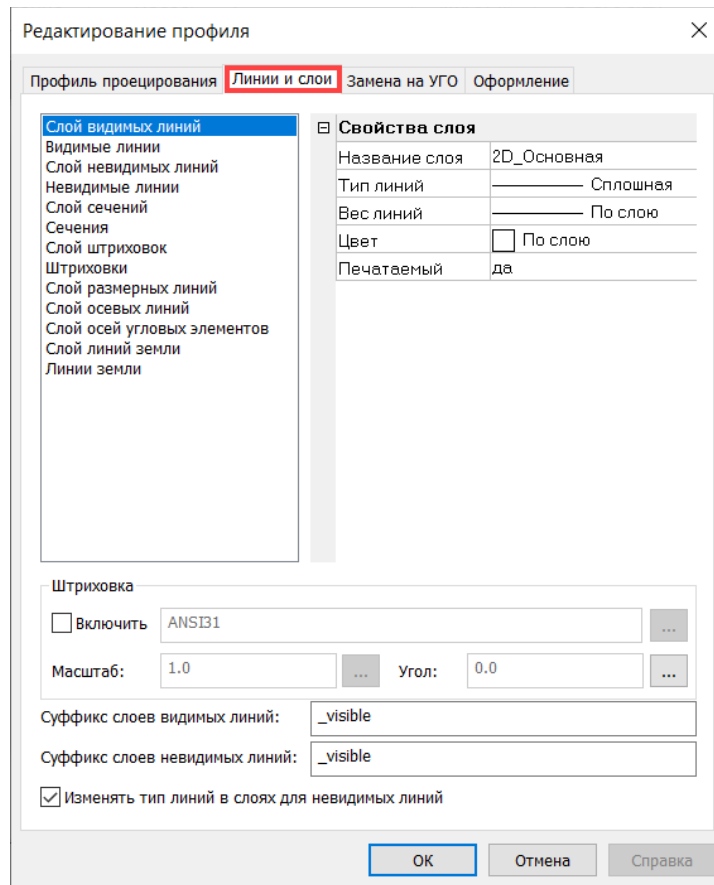 Редактирование профиля
Профиль проецирования Линии и слои Замена на УГО Оформление
Слой видимых линий
Видимые линии
Слой невидимых линий
Невидимые линии
Слой сечений
Сечения
Слой штриховок
Штриховки
Слой размерных линий
Слой осевых линий
Слой осей угловых элементов
Слой линий земли
Линии земли
Свойства слоя
Название слоя 2D_Основная
Тип линий Сплошная
Вес линий По слою
Цвет По слою
Печатаемый да
Штриховка
Включить ANSI31 ...
Масштаб: 1.0 ... Угол: 0.0 ...
Суффикс слоев видимых линий: _visible
Суффикс слоев невидимых линий: _visible
Изменять тип линий в слоях для невидимых линий
ОК Отмена Справка